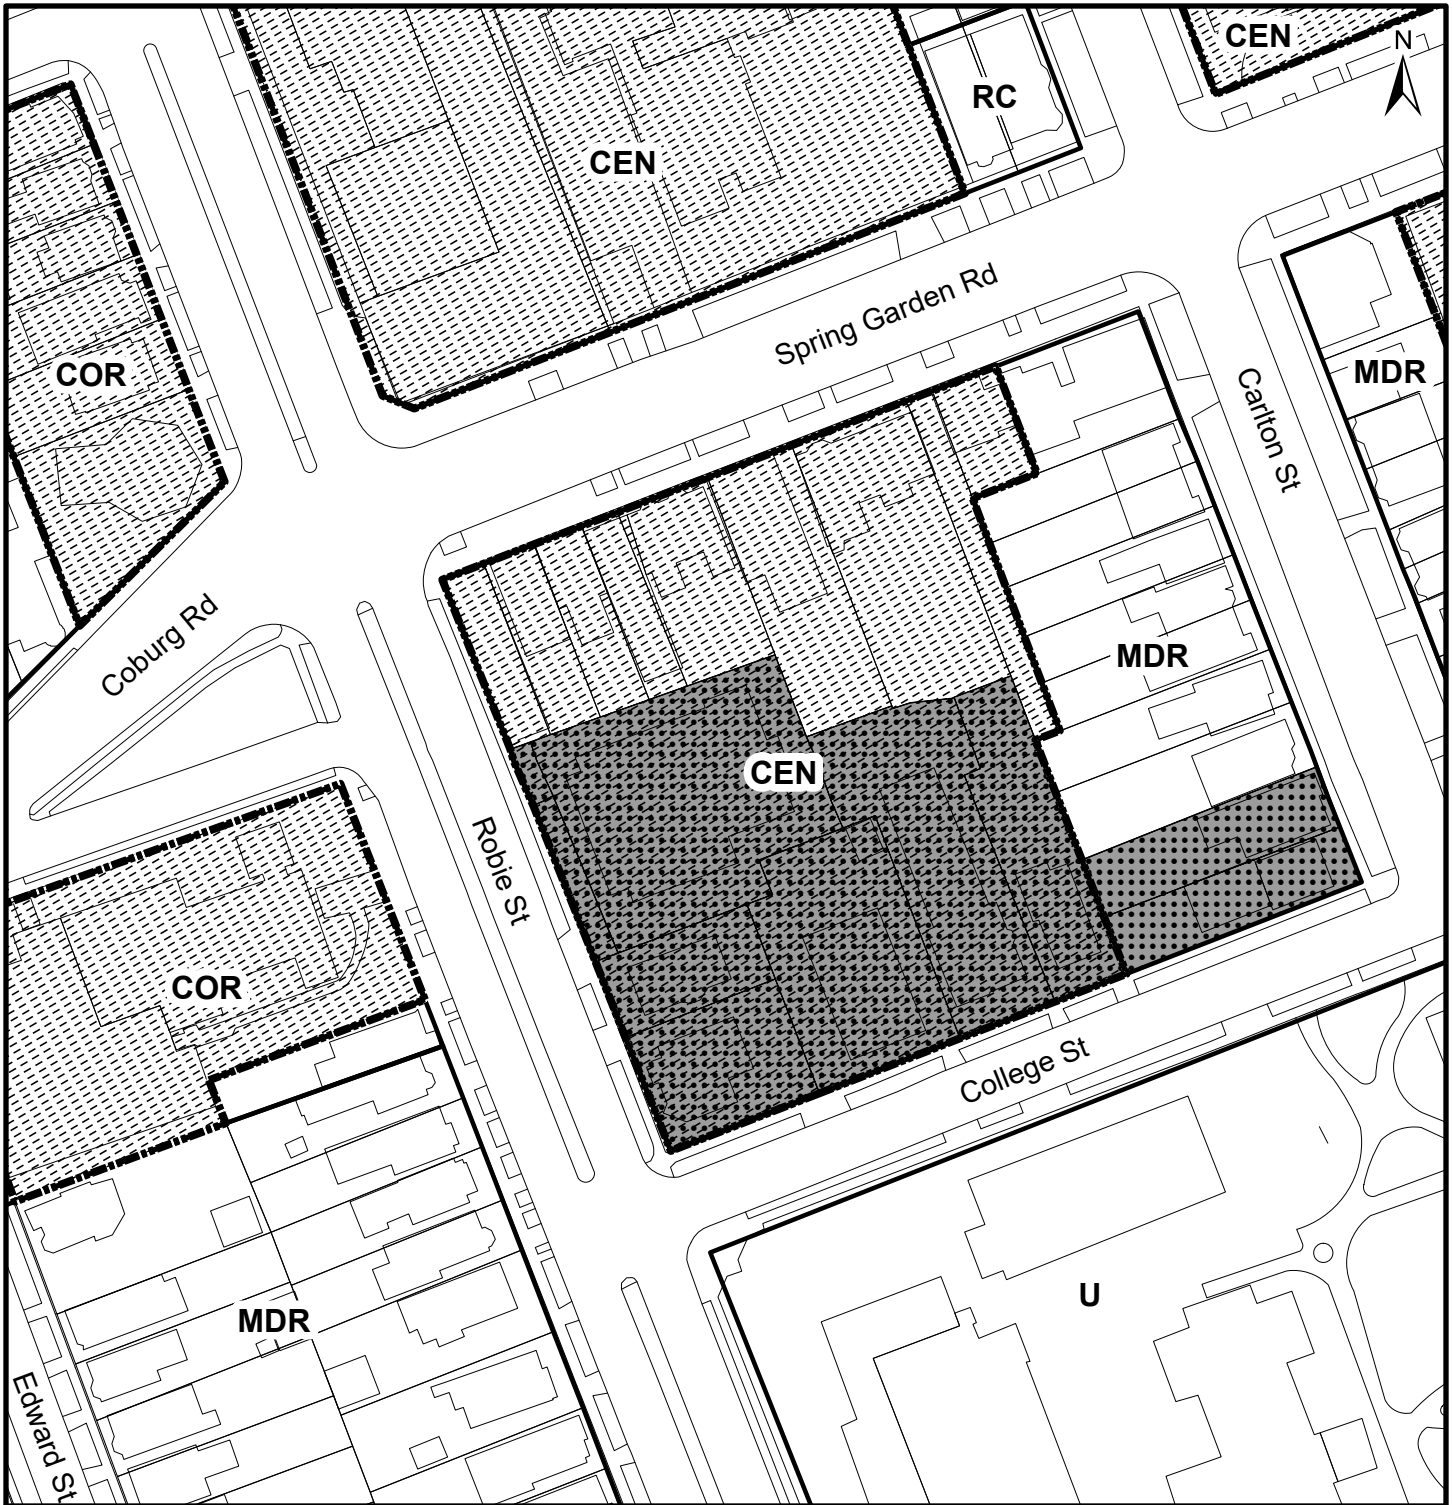 CEN
N
RC
CEN
Spring Garden Rd
COR
MDR
Carlton St
Coburg Rd
MDR
CEN
Robie St
COR
College St
U
MDR
Edward St